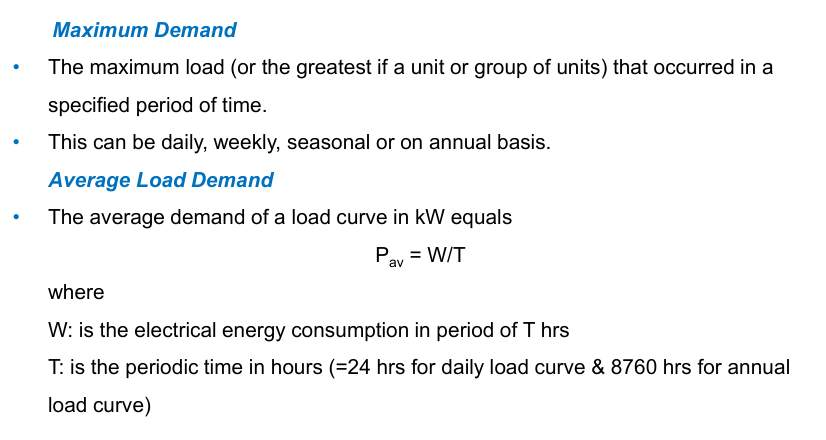 Maximum Demand
• The maximum load (or the greatest if a unit or group of units) that occurred in a
specified period of time.
• This can be daily, weekly, seasonal or on annual basis.
Average Load Demand
• The average demand of a load curve in kW equals
Pav = W/T
where
W: is the electrical energy consumption in period of T hrs
T: is the periodic time in hours (=24 hrs for daily load curve & 8760 hrs for annual
load curve)